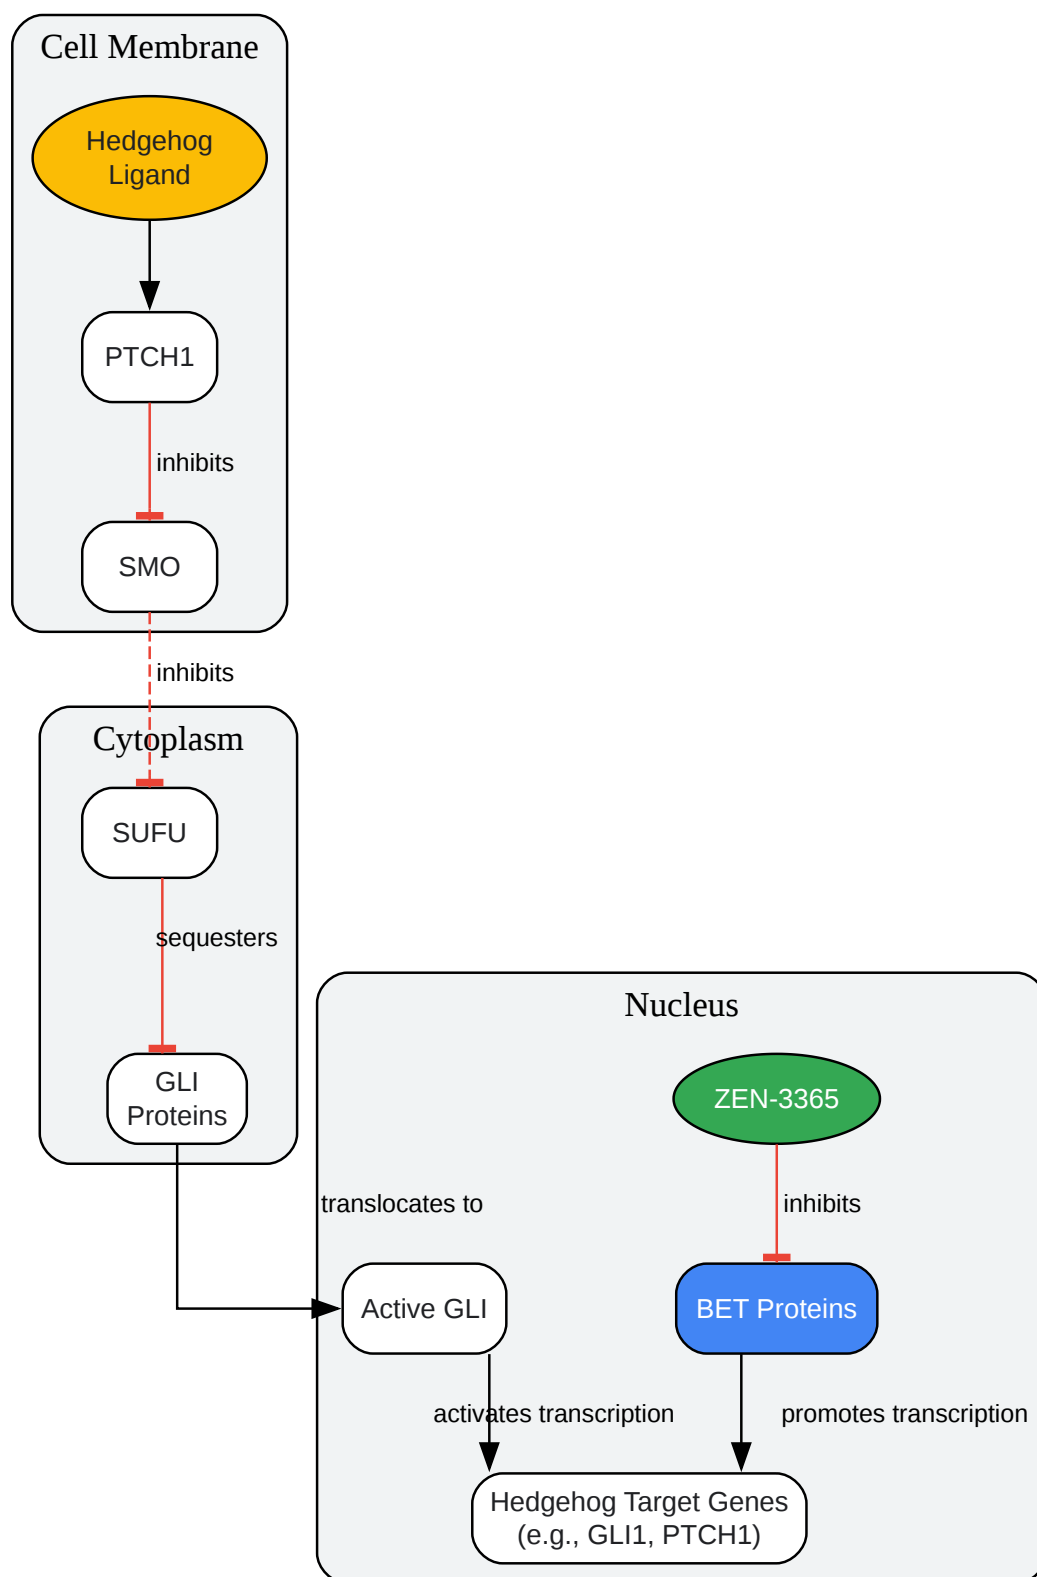 Cell Membrane
Hedgehog
Ligand
PTCH1
inhibits
SMO
inhibits
Cytoplasm
SUFU
sequesters
GLI
Proteins
Nucleus
ZEN-3365
translocates to
inhibits
Active GLI
BET Proteins
activates transcription
promotes transcription
Hedgehog Target Genes
(e.g., GLI1, PTCH1)